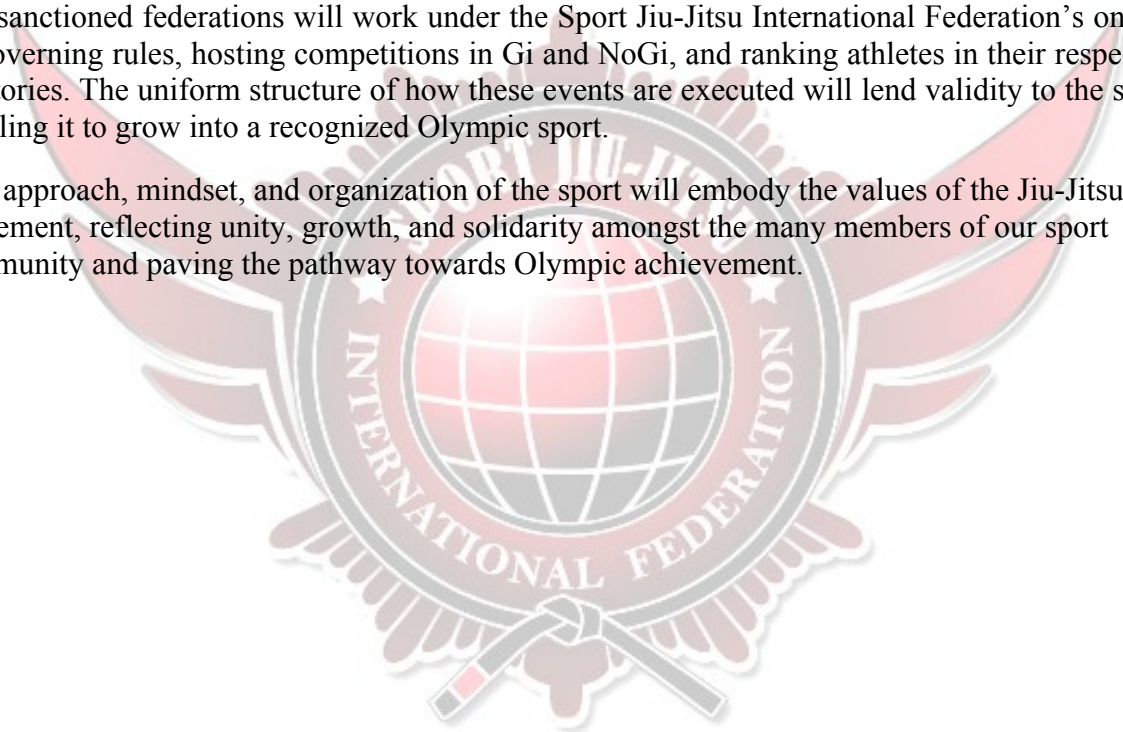 sanctioned federations will work under the Sport Jiu-Jitsu International Federation’s on
overning rules, hosting competitions in Gi and NoGi, and ranking athletes in their respe
tories. The uniform structure of how these events are executed will lend validity to the s
ling it to grow into a recognized Olympic sport.
approach, mindset, and organization of the sport will embody the values of the Jiu-Jitsu
ement, reflecting unity, growth, and solidarity amongst the many members of our sport
munity and paving the pathway towards Olympic achievement.
SPORT JIU-JITSU
INTERNATIONAL FEDERATION